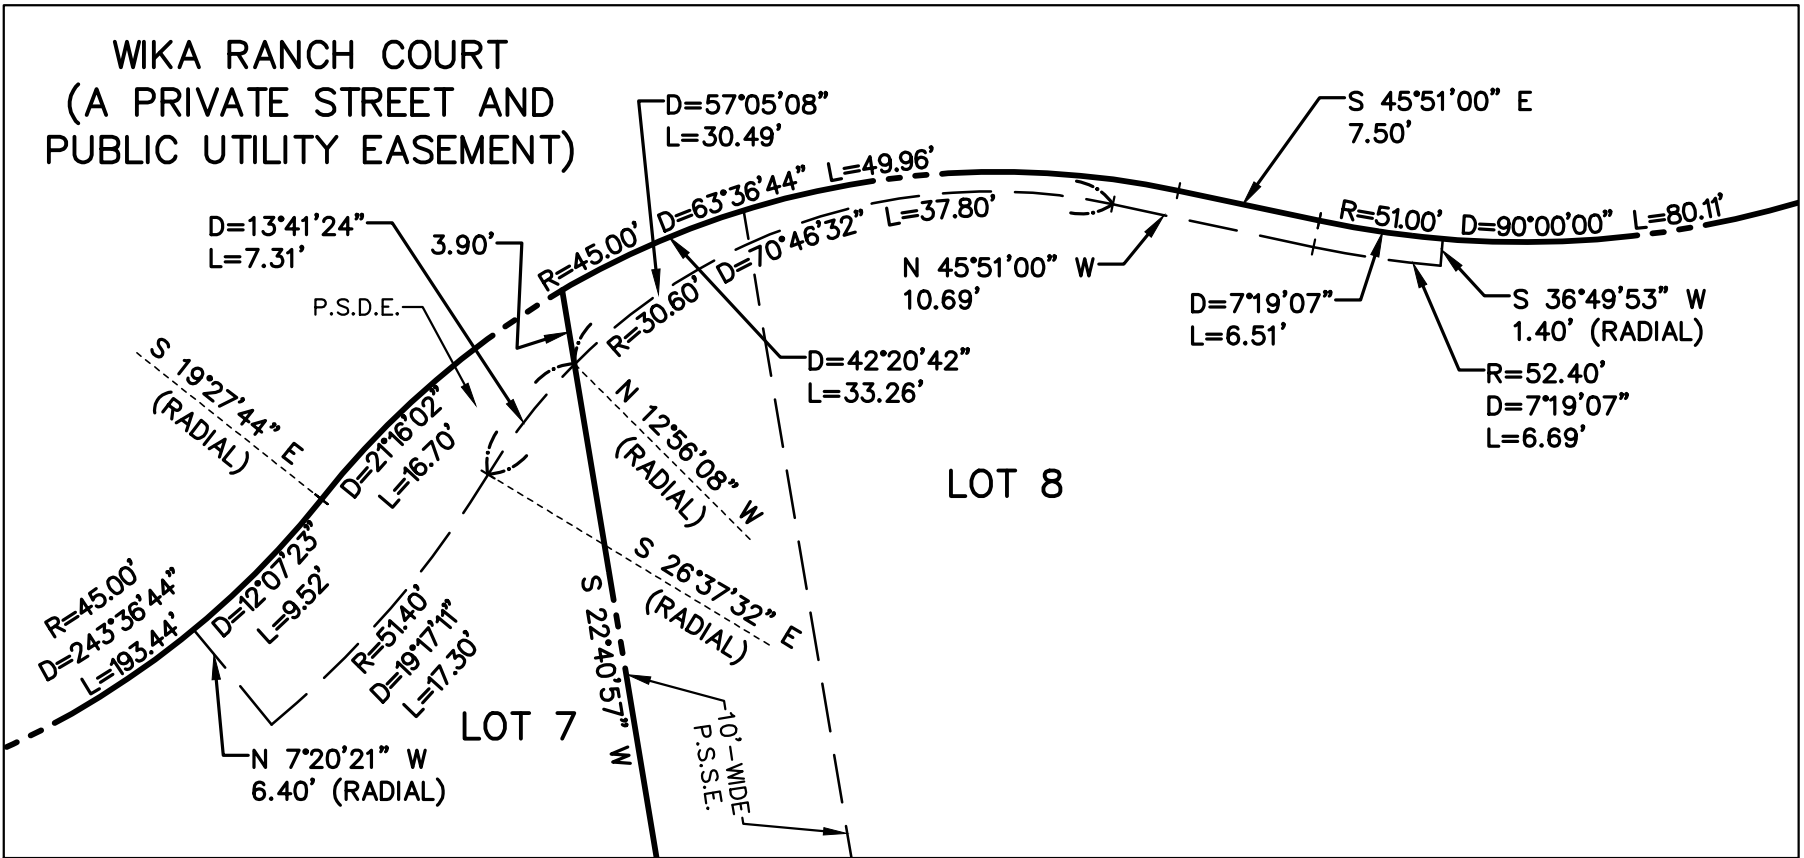 WIKA RANCH COURT
(A PRIVATE STREET AND
PUBLIC UTILITY EASEMENT)
D=57°05'08"
L=30.49'
S 45°51'00" E
7.50'
D=13°41'24"
L=7.31'
3.90'
P.S.D.E.
R=45.00' D=63°36'44" L=49.96'
R=30.60' D=70°46'32" L=37.80'
R=51.00' D=90°00'00" L=80.11'
N 45°51'00" W
10.69'
D=7°19'07"
L=6.51'
S 36°49'53" W
1.40' (RADIAL)
R=52.40'
D=7°19'07"
L=6.69'
D=42°20'42"
L=33.26'
S 19°27'44" E
(RADIAL)
D=21°16'02"
L=16.70'
N 12°56'08" W
(RADIAL)
LOT 8
S 26°37'32" E
(RADIAL)
R=45.00'
D=243°36'44"
L=193.44'
D=12°07'23"
L=9.52'
R=51.40'
D=19°17'11"
L=17.30'
S 22°40'57" W
LOT 7
10'-WIDE
P.S.S.E.
N 7°20'21" W
6.40' (RADIAL)